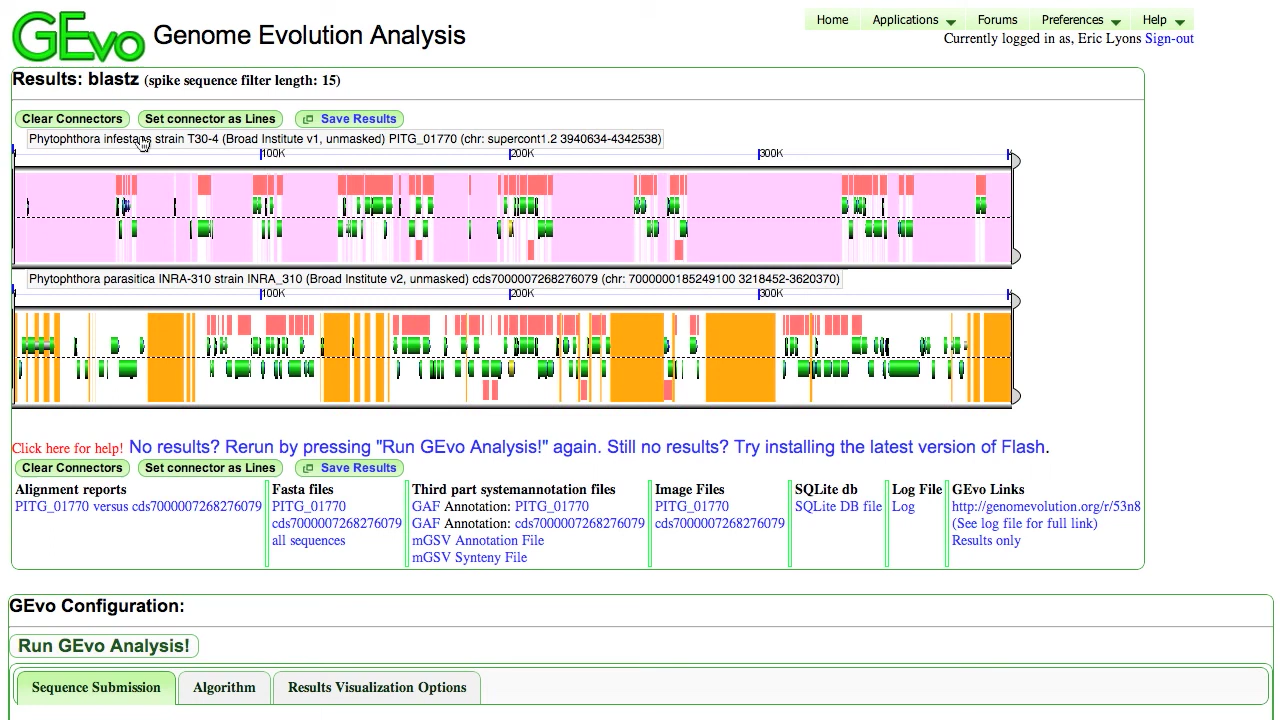 GEvo Genome Evolution Analysis
Home Applications Forums Preferences Help
Currently logged in as, Eric Lyons Sign-out
Results: blastz (spike sequence filter length: 15)
Clear Connectors Set connector as Lines Save Results
Phytophthora infestans strain T30-4 (Broad Institute v1, unmasked) PITG_01770 (chr: supercont1.2 3940634-4342538)
100K 200K 300K
Phytophthora parasitica INRA-310 strain INRA_310 (Broad Institute v2, unmasked) cds7000007268276079 (chr: 7000000185249100 3218452-3620370)
100K 200K 300K
Click here for help! No results? Rerun by pressing "Run GEvo Analysis!" again. Still no results? Try installing the latest version of Flash.
Clear Connectors Set connector as Lines Save Results
Alignment reports Fasta files Third part systemannotation files Image Files SQLite db Log File GEvo Links
PITG_01770 versus cds7000007268276079 PITG_01770 GAF Annotation: PITG_01770 PITG_01770 SQLite DB file Log http://genomevolution.org/r/53n8
cds7000007268276079 GAF Annotation: cds7000007268276079 cds7000007268276079 (See log file for full link)
all sequences mGSV Annotation File Results only
mGSV Synteny File
GEvo Configuration:
Run GEvo Analysis!
Sequence Submission Algorithm Results Visualization Options